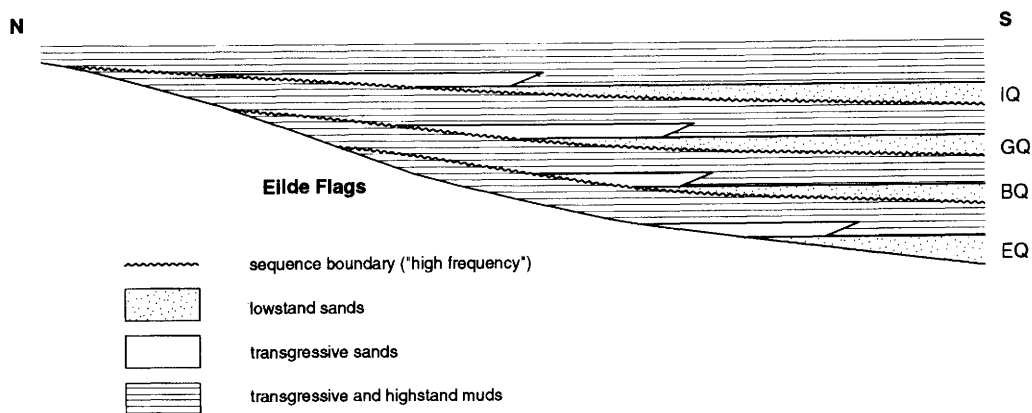 N
S
IQ
GQ
BQ
EQ
Eilde Flags
sequence boundary ("high frequency")
lowstand sands
transgressive sands
transgressive and highstand muds